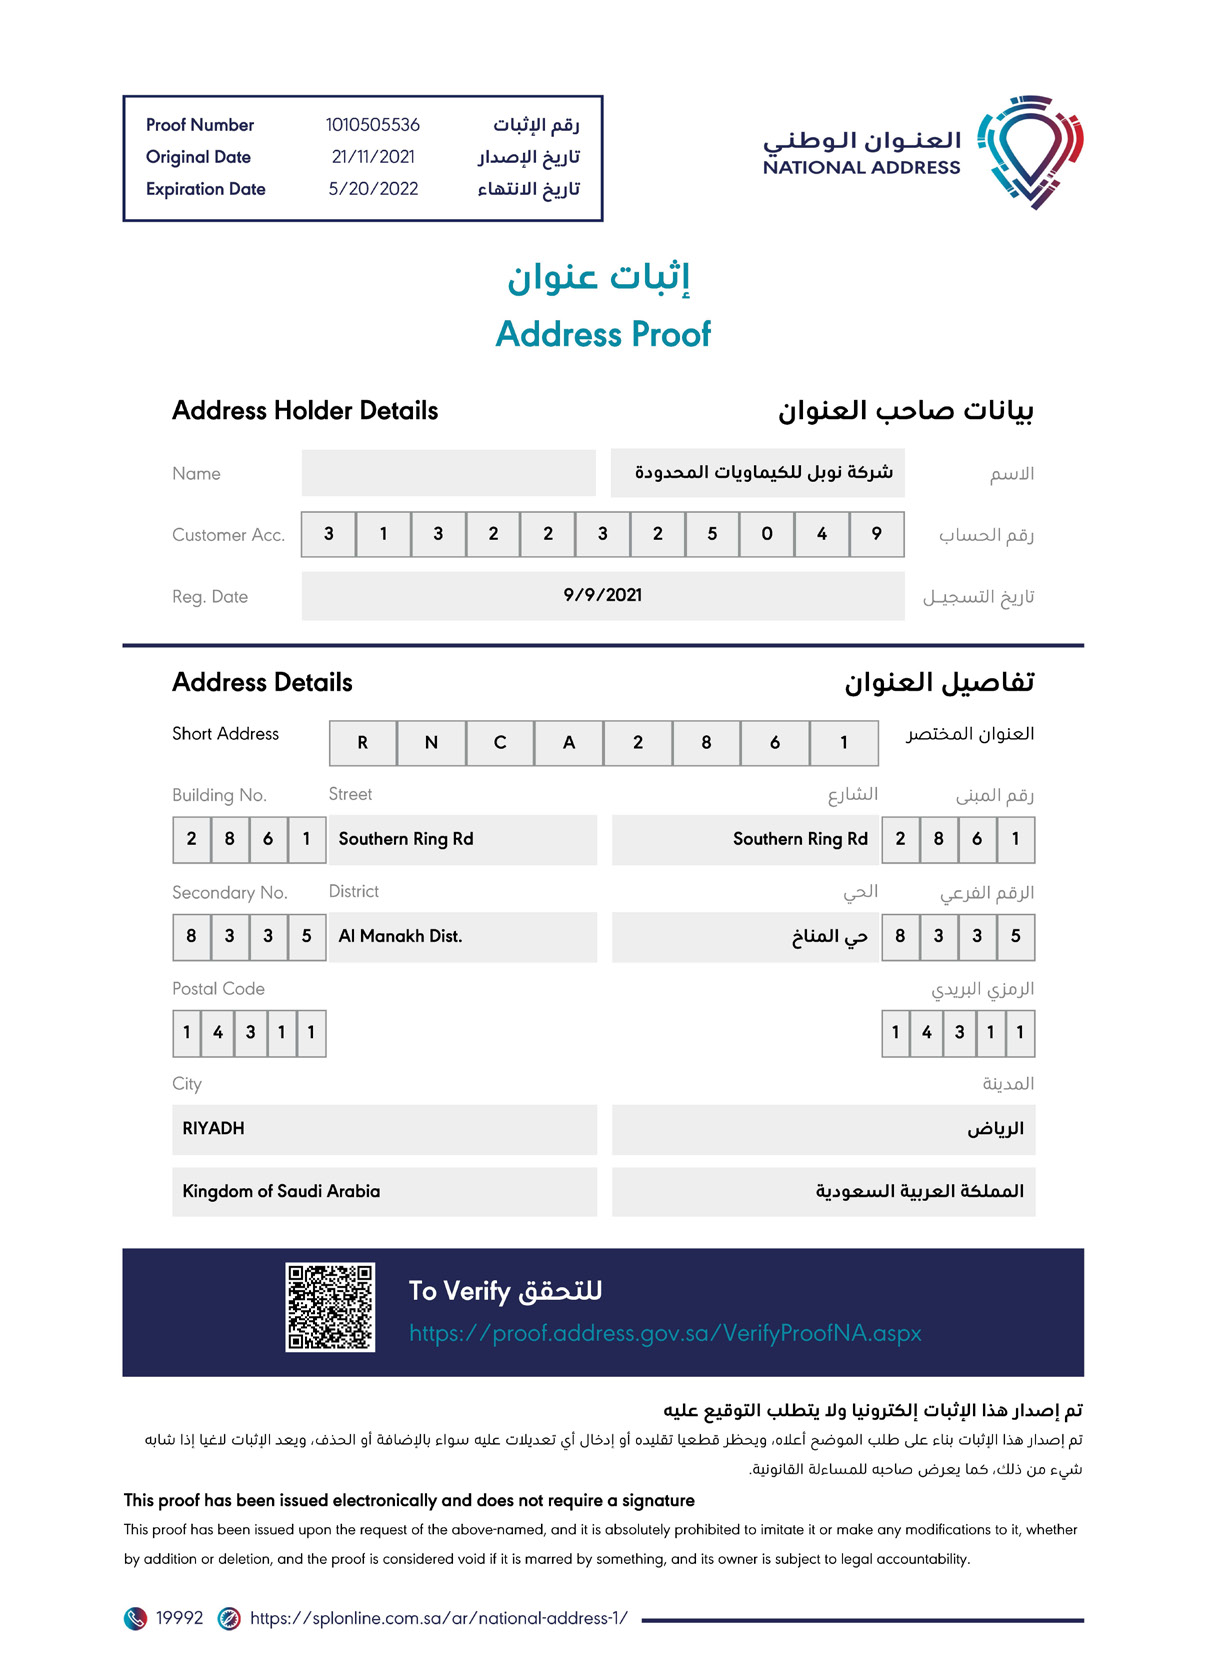 Proof Number 1010505536 رقم الإثبات
Original Date 21/11/2021 تاريخ الإصدار
Expiration Date 5/20/2022 تاريخ الانتهاء
العنوان الوطني
NATIONAL ADDRESS
إثبات عنوان
Address Proof
Address Holder Details بيانات صاحب العنوان
Name شركة نوبل للكيماويات المحدودة الاسم
Customer Acc. 3 1 3 2 2 3 2 5 0 4 9 رقم الحساب
Reg. Date 9/9/2021 تاريخ التسجيـل
Address Details تفاصيل العنوان
Short Address R N C A 2 8 6 1 العنوان المختصر
Building No. Street الشارع رقم المبنى
2 8 6 1 Southern Ring Rd Southern Ring Rd 2 8 6 1
Secondary No. District الحي الرقم الفرعي
8 3 3 5 Al Manakh Dist. حي المناخ 8 3 3 5
Postal Code الرمزي البريدي
1 4 3 1 1 1 4 3 1 1
City المدينة
RIYADH الرياض
Kingdom of Saudi Arabia المملكة العربية السعودية
To Verify للتحقق
https://proof.address.gov.sa/VerifyProofNA.aspx
تم إصدار هذا الإثبات إلكترونيا ولا يتطلب التوقيع عليه
تم إصدار هذا الإثبات بناء على طلب الموضح أعلاه، ويحظر قطعيا تقليده أو إدخال أي تعديلات عليه سواء بالإضافة أو الحذف، ويعد الإثبات لاغيا إذا شابه
شيء من ذلك، كما يعرض صاحبه للمساءلة القانونية.
This proof has been issued electronically and does not require a signature
This proof has been issued upon the request of the above-named, and it is absolutely prohibited to imitate it or make any modifications to it, whether
by addition or deletion, and the proof is considered void if it is marred by something, and its owner is subject to legal accountability.
19992 https://splonline.com.sa/ar/national-address-1/